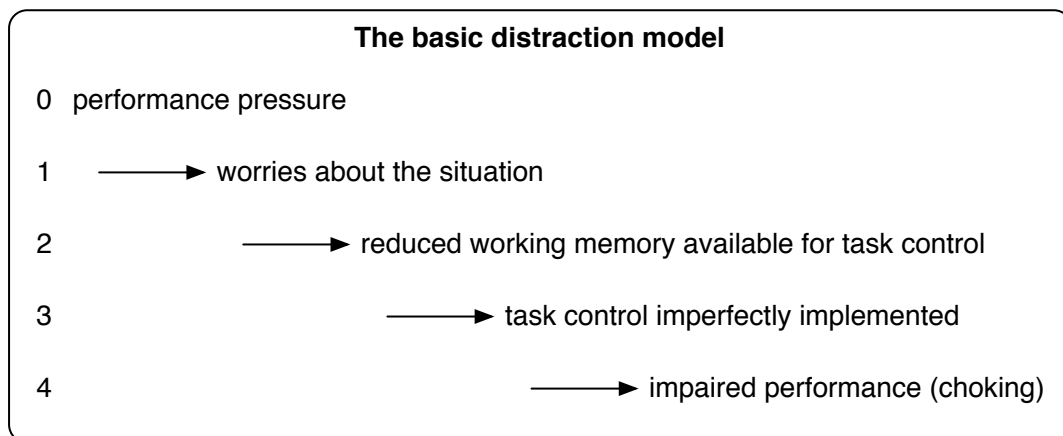 The basic distraction model
0 performance pressure
1 worries about the situation
2 reduced working memory available for task control
3 task control imperfectly implemented
4 impaired performance (choking)